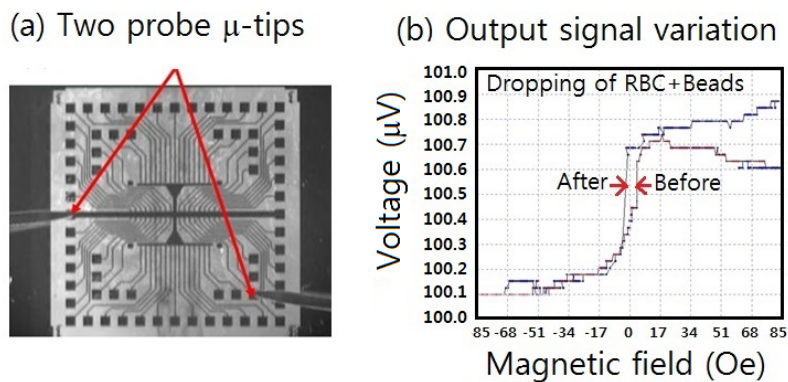 (a) Two probe μ-tips
(b) Output signal variation
Dropping of RBC+Beads
After
Before
Voltage (μV)
101.0
100.9
100.8
100.7
100.6
100.5
100.4
100.3
100.2
100.1
100.0
85 -68 -51 -34 -17 0 17 34 51 68 85
Magnetic field (Oe)